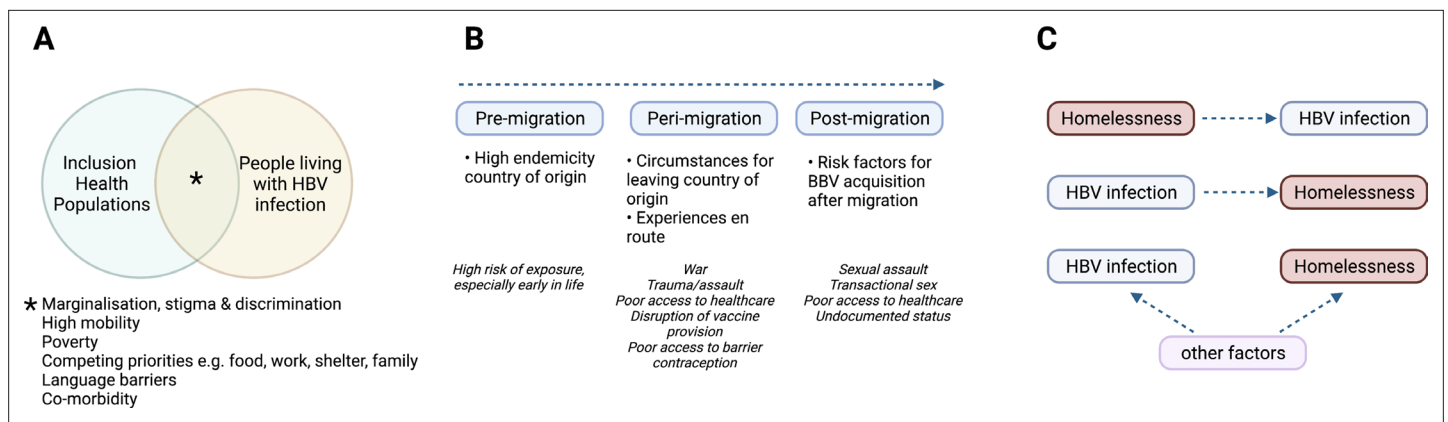 A
Inclusion
Health
Populations
*
People living
with HBV
infection
* Marginalisation, stigma & discrimination
High mobility
Poverty
Competing priorities e.g. food, work, shelter, family
Language barriers
Co-morbidity
B
Pre-migration
• High endemicity
country of origin
High risk of exposure,
especially early in life
Peri-migration
• Circumstances for
leaving country of
origin
• Experiences en
route
War
Trauma/assault
Poor access to healthcare
Disruption of vaccine
provision
Poor access to barrier
contraception
Post-migration
• Risk factors for
BBV acquisition
after migration
Sexual assault
Transactional sex
Poor access to healthcare
Undocumented status
C
Homelessness
HBV infection
HBV infection
Homelessness
HBV infection
Homelessness
other factors